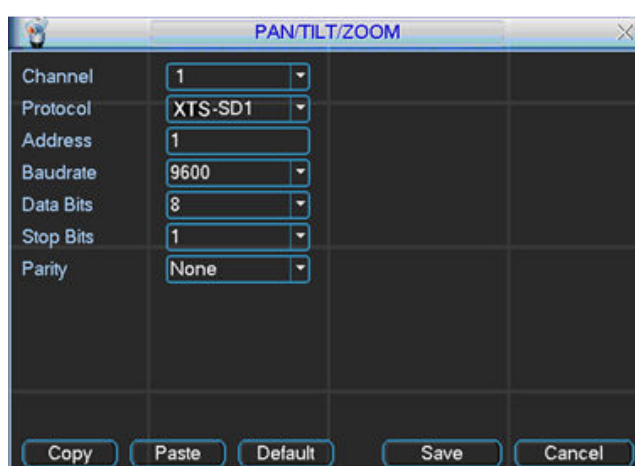 PAN/TILT/ZOOM
Channel 1
Protocol XTS-SD1
Address 1
Baudrate 9600
Data Bits 8
Stop Bits 1
Parity None
Copy Paste Default Save Cancel